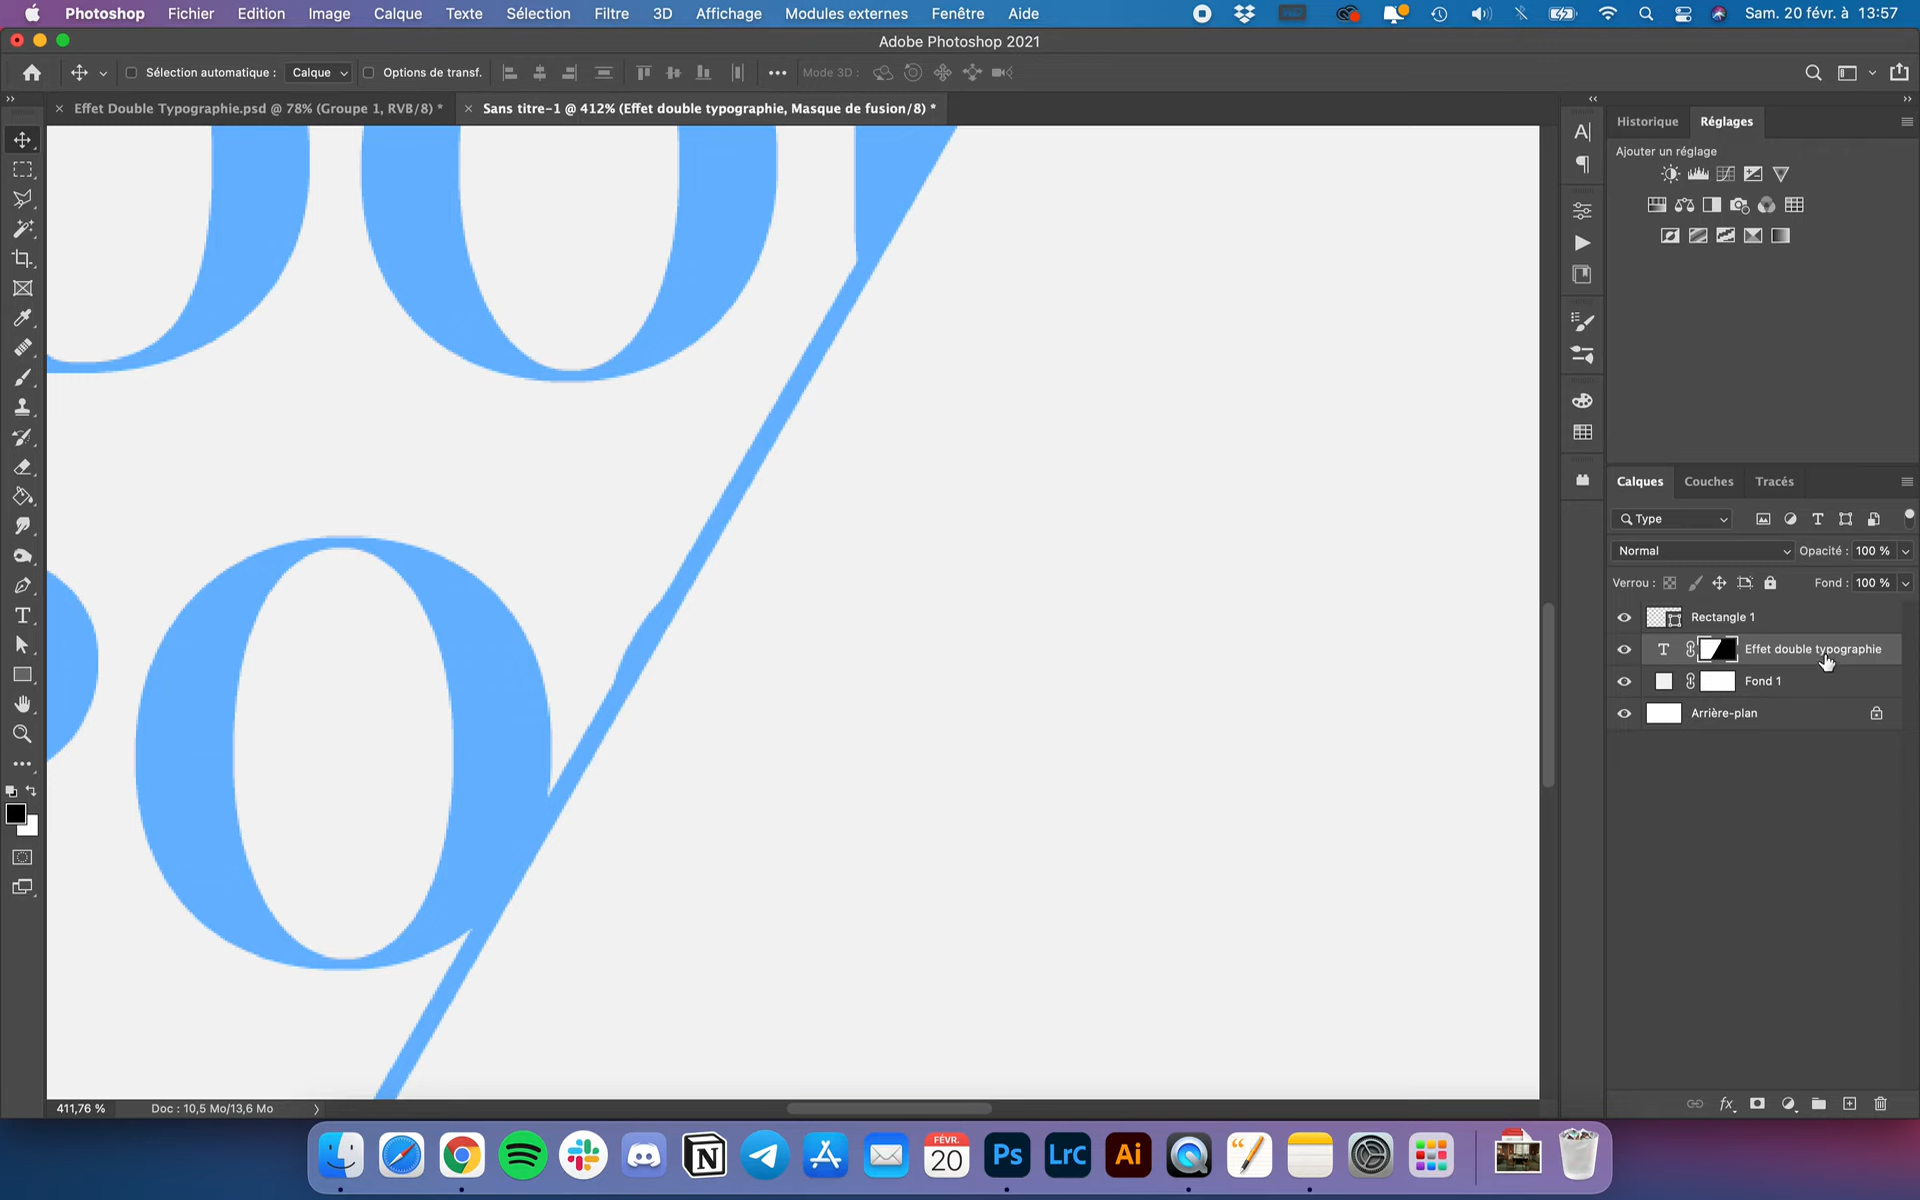 Photoshop Fichier Edition Image Calque Texte Sélection Filtre 3D Affichage Modules externes Fenêtre Aide Sam. 20 févr. à 13:57
Adobe Photoshop 2021
Sélection automatique : Calque Options de transf. Mode 3D :
Effet Double Typographie.psd @ 78% (Groupe 1, RVB/8) * Sans titre-1 @ 412% (Effet double typographie, Masque de fusion/8) *
Historique Réglages
Ajouter un réglage
Calques Couches Tracés
Type
Normal Opacité : 100 %
Verrou : Fond : 100 %
Rectangle 1
Effet double typographie
Fond 1
Arrière-plan
411,76 % Doc : 10,5 Mo/13,6 Mo
FÉVR.
20
Ps LrC Ai